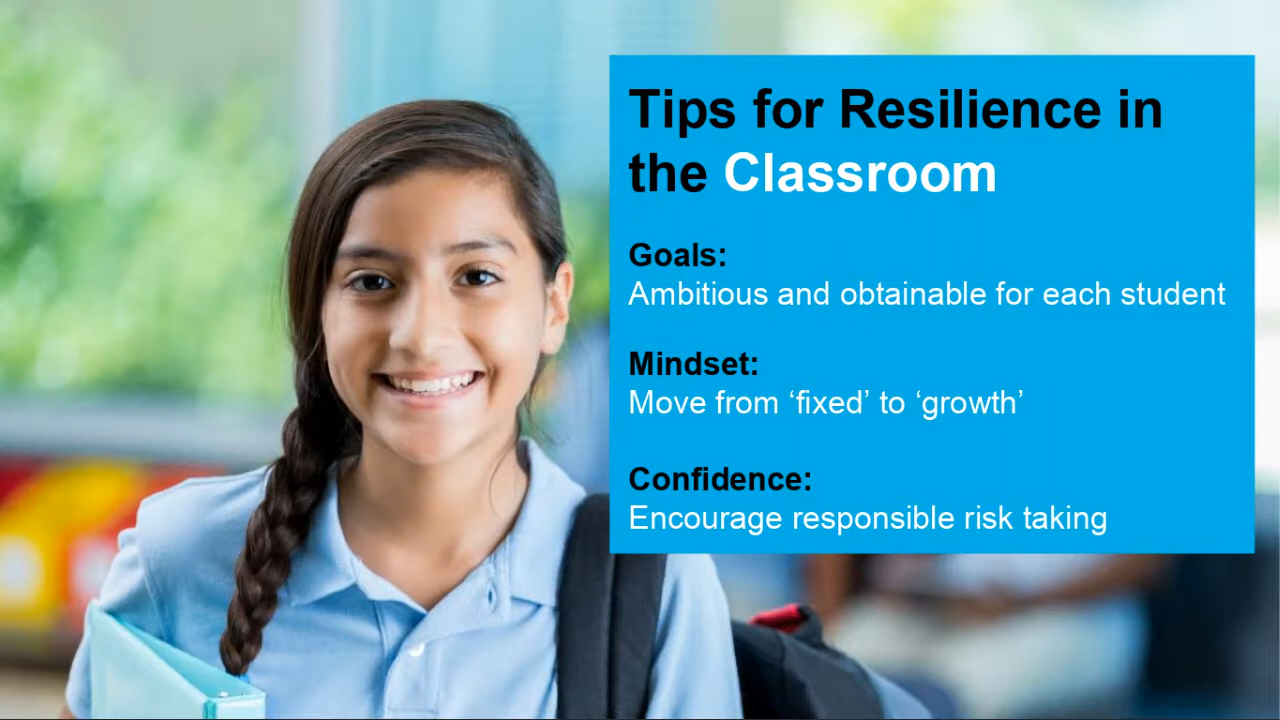 Tips for Resilience in
the Classroom
Goals:
Ambitious and obtainable for each student
Mindset:
Move from ‘fixed’ to ‘growth’
Confidence:
Encourage responsible risk taking